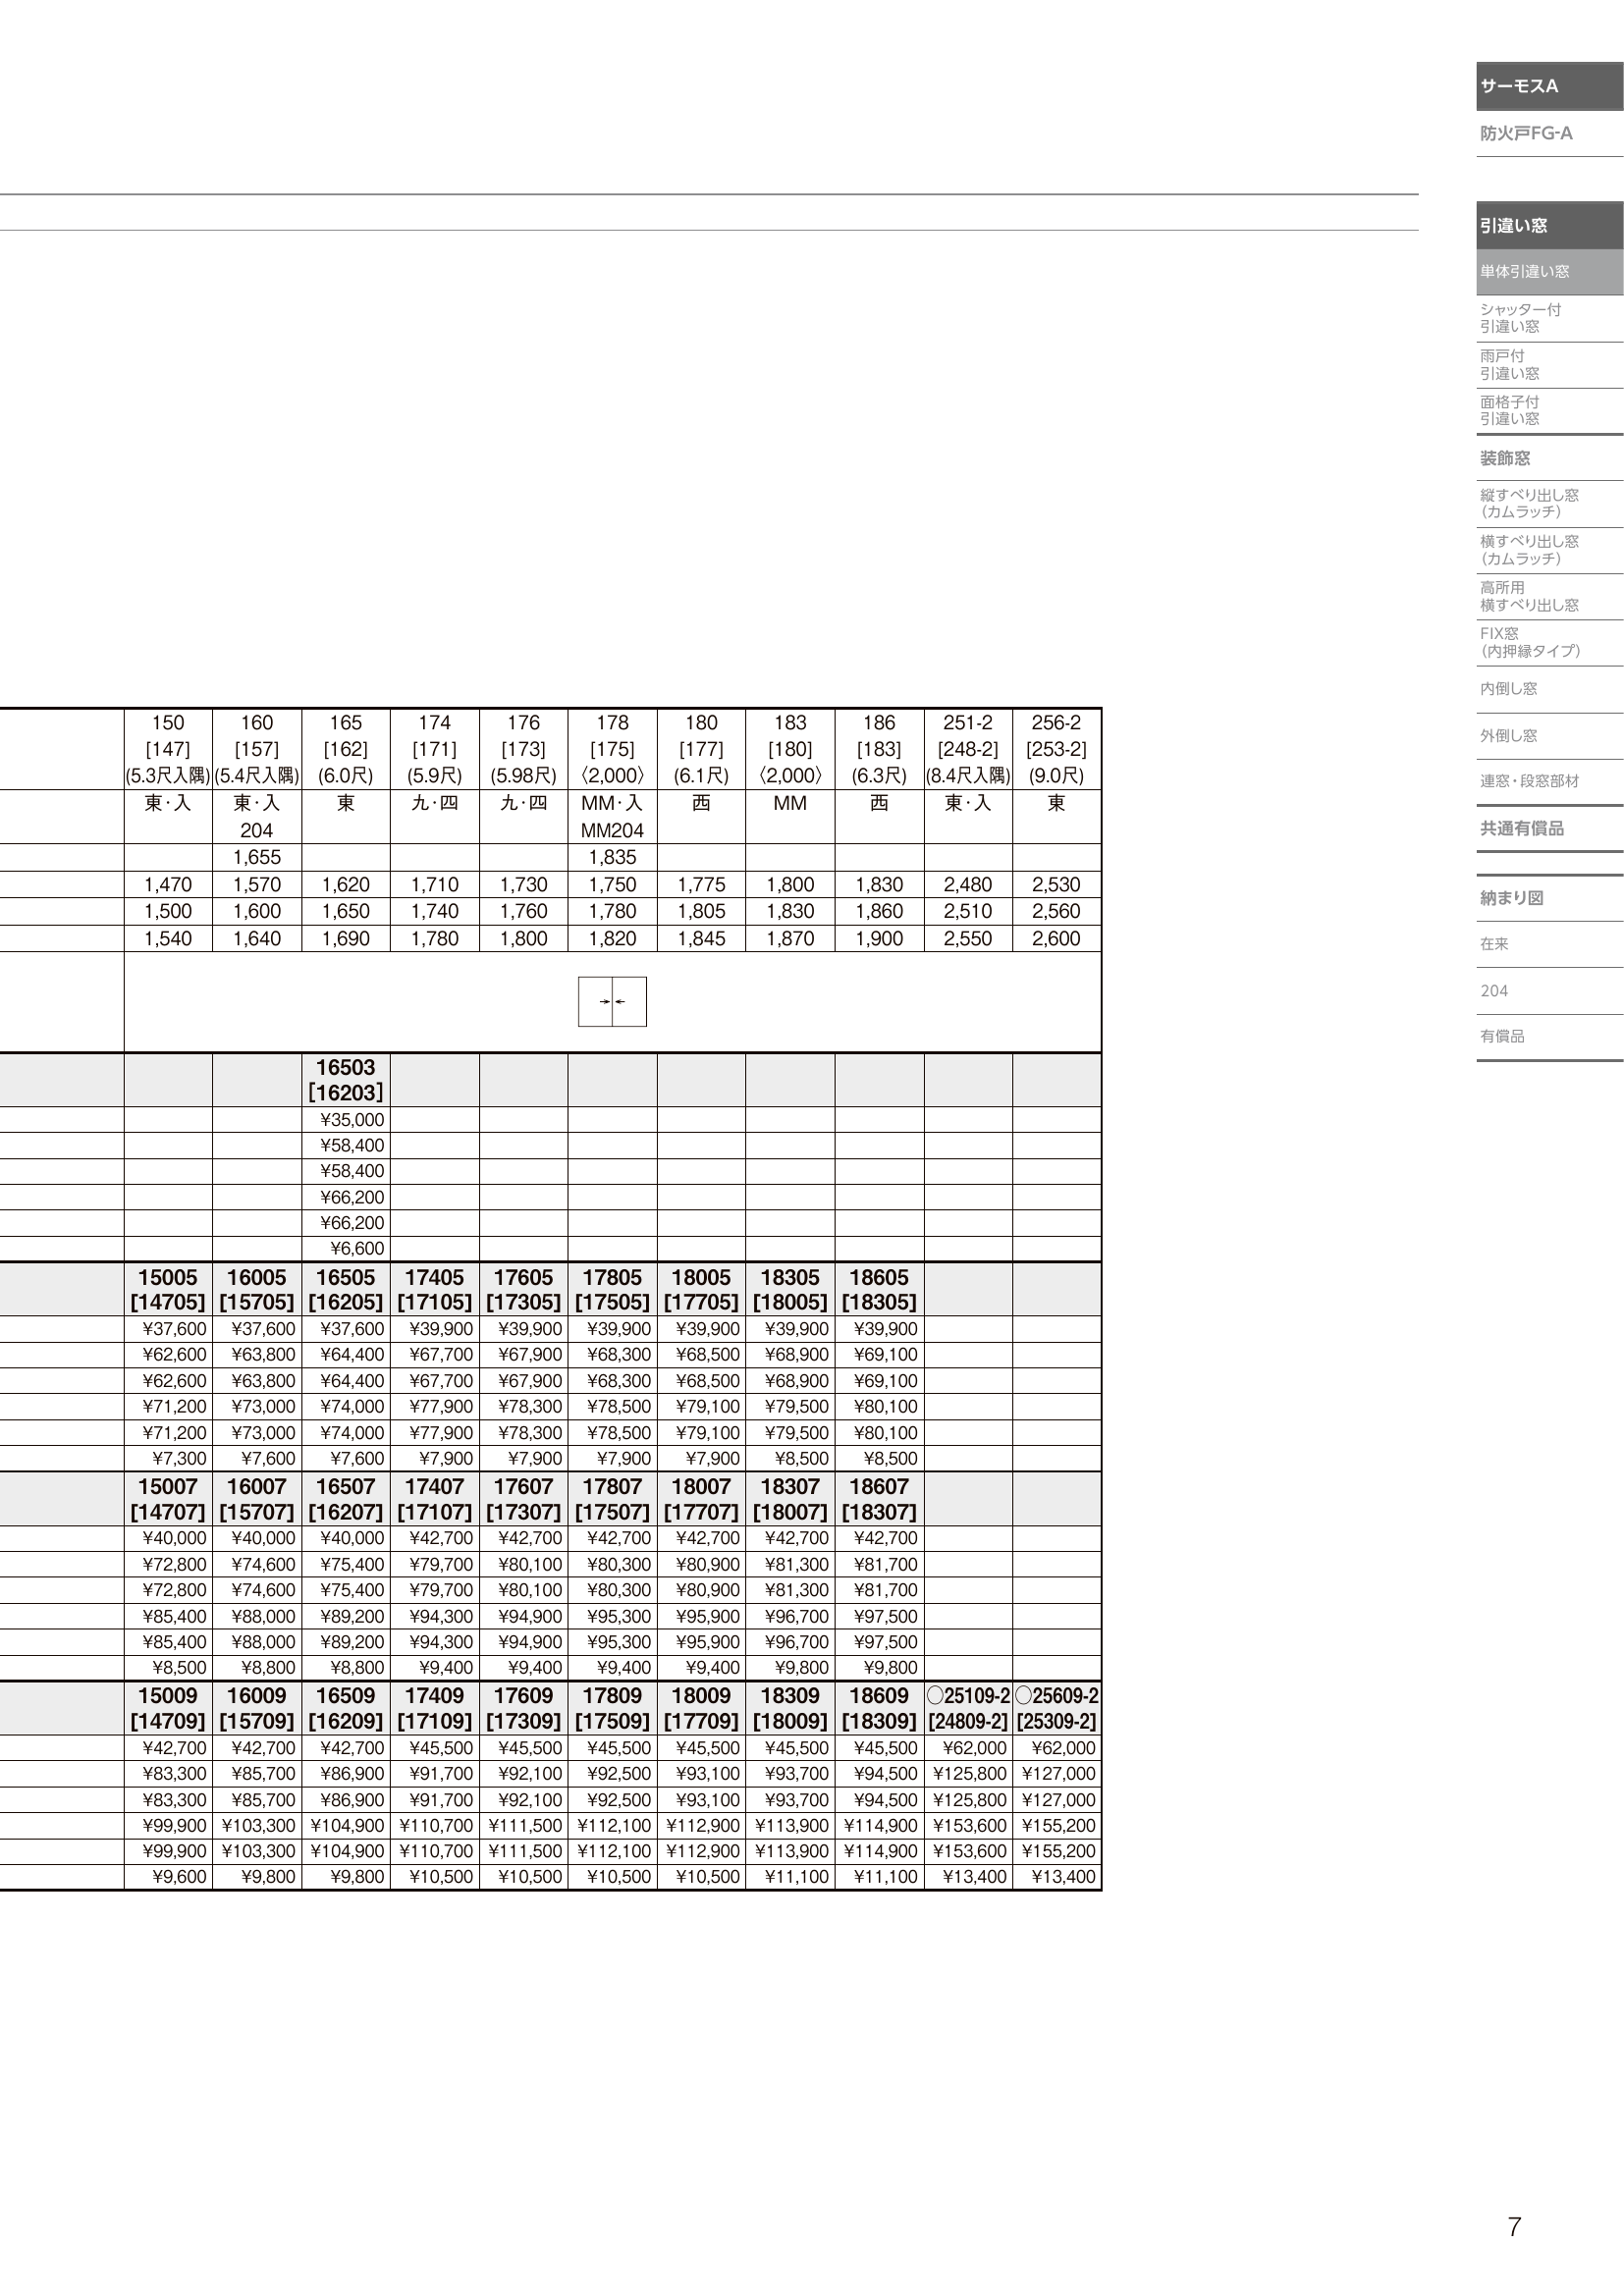 サーモスA
防火戸FG-A
引違い窓
単体引違い窓
シャッター付
引違い窓
雨戸付
引違い窓
面格子付
引違い窓
装飾窓
縦すべり出し窓
(カムラッチ)
横すべり出し窓
(カムラッチ)
高所用
横すべり出し窓
FIX窓
(内押縁タイプ)
内倒し窓
外倒し窓
連窓・段窓部材
共通有償品
納まり図
在来
204
有償品
150 160 165 174 176 178 180 183 186 251-2 256-2
[147] [157] [162] [171] [173] [175] [177] [180] [183] [248-2] [253-2]
(5.3尺入隅) (5.4尺入隅) (6.0尺) (5.9尺) (5.98尺) 〈2,000〉 (6.1尺) 〈2,000〉 (6.3尺) (8.4尺入隅) (9.0尺)
東・入 東・入 東 九・四 九・四 MM・入 西 MM 西 東・入 東
204 MM204
1,655 1,835
1,470 1,570 1,620 1,710 1,730 1,750 1,775 1,800 1,830 2,480 2,530
1,500 1,600 1,650 1,740 1,760 1,780 1,805 1,830 1,860 2,510 2,560
1,540 1,640 1,690 1,780 1,800 1,820 1,845 1,870 1,900 2,550 2,600
16503
[16203]
¥35,000
¥58,400
¥58,400
¥66,200
¥66,200
¥6,600
15005 16005 16505 17405 17605 17805 18005 18305 18605
[14705] [15705] [16205] [17105] [17305] [17505] [17705] [18005] [18305]
¥37,600 ¥37,600 ¥37,600 ¥39,900 ¥39,900 ¥39,900 ¥39,900 ¥39,900 ¥39,900
¥62,600 ¥63,800 ¥64,400 ¥67,700 ¥67,900 ¥68,300 ¥68,500 ¥68,900 ¥69,100
¥62,600 ¥63,800 ¥64,400 ¥67,700 ¥67,900 ¥68,300 ¥68,500 ¥68,900 ¥69,100
¥71,200 ¥73,000 ¥74,000 ¥77,900 ¥78,300 ¥78,500 ¥79,100 ¥79,500 ¥80,100
¥71,200 ¥73,000 ¥74,000 ¥77,900 ¥78,300 ¥78,500 ¥79,100 ¥79,500 ¥80,100
¥7,300 ¥7,600 ¥7,600 ¥7,900 ¥7,900 ¥7,900 ¥7,900 ¥8,500 ¥8,500
15007 16007 16507 17407 17607 17807 18007 18307 18607
[14707] [15707] [16207] [17107] [17307] [17507] [17707] [18007] [18307]
¥40,000 ¥40,000 ¥40,000 ¥42,700 ¥42,700 ¥42,700 ¥42,700 ¥42,700 ¥42,700
¥72,800 ¥74,600 ¥75,400 ¥79,700 ¥80,100 ¥80,300 ¥80,900 ¥81,300 ¥81,700
¥72,800 ¥74,600 ¥75,400 ¥79,700 ¥80,100 ¥80,300 ¥80,900 ¥81,300 ¥81,700
¥85,400 ¥88,000 ¥89,200 ¥94,300 ¥94,900 ¥95,300 ¥95,900 ¥96,700 ¥97,500
¥85,400 ¥88,000 ¥89,200 ¥94,300 ¥94,900 ¥95,300 ¥95,900 ¥96,700 ¥97,500
¥8,500 ¥8,800 ¥8,800 ¥9,400 ¥9,400 ¥9,400 ¥9,400 ¥9,800 ¥9,800
15009 16009 16509 17409 17609 17809 18009 18309 18609 ○25109-2 ○25609-2
[14709] [15709] [16209] [17109] [17309] [17509] [17709] [18009] [18309] [24809-2] [25309-2]
¥42,700 ¥42,700 ¥42,700 ¥45,500 ¥45,500 ¥45,500 ¥45,500 ¥45,500 ¥45,500 ¥62,000 ¥62,000
¥83,300 ¥85,700 ¥86,900 ¥91,700 ¥92,100 ¥92,500 ¥93,100 ¥93,700 ¥94,500 ¥125,800 ¥127,000
¥83,300 ¥85,700 ¥86,900 ¥91,700 ¥92,100 ¥92,500 ¥93,100 ¥93,700 ¥94,500 ¥125,800 ¥127,000
¥99,900 ¥103,300 ¥104,900 ¥110,700 ¥111,500 ¥112,100 ¥112,900 ¥113,900 ¥114,900 ¥153,600 ¥155,200
¥99,900 ¥103,300 ¥104,900 ¥110,700 ¥111,500 ¥112,100 ¥112,900 ¥113,900 ¥114,900 ¥153,600 ¥155,200
¥9,600 ¥9,800 ¥9,800 ¥10,500 ¥10,500 ¥10,500 ¥10,500 ¥11,100 ¥11,100 ¥13,400 ¥13,400
7